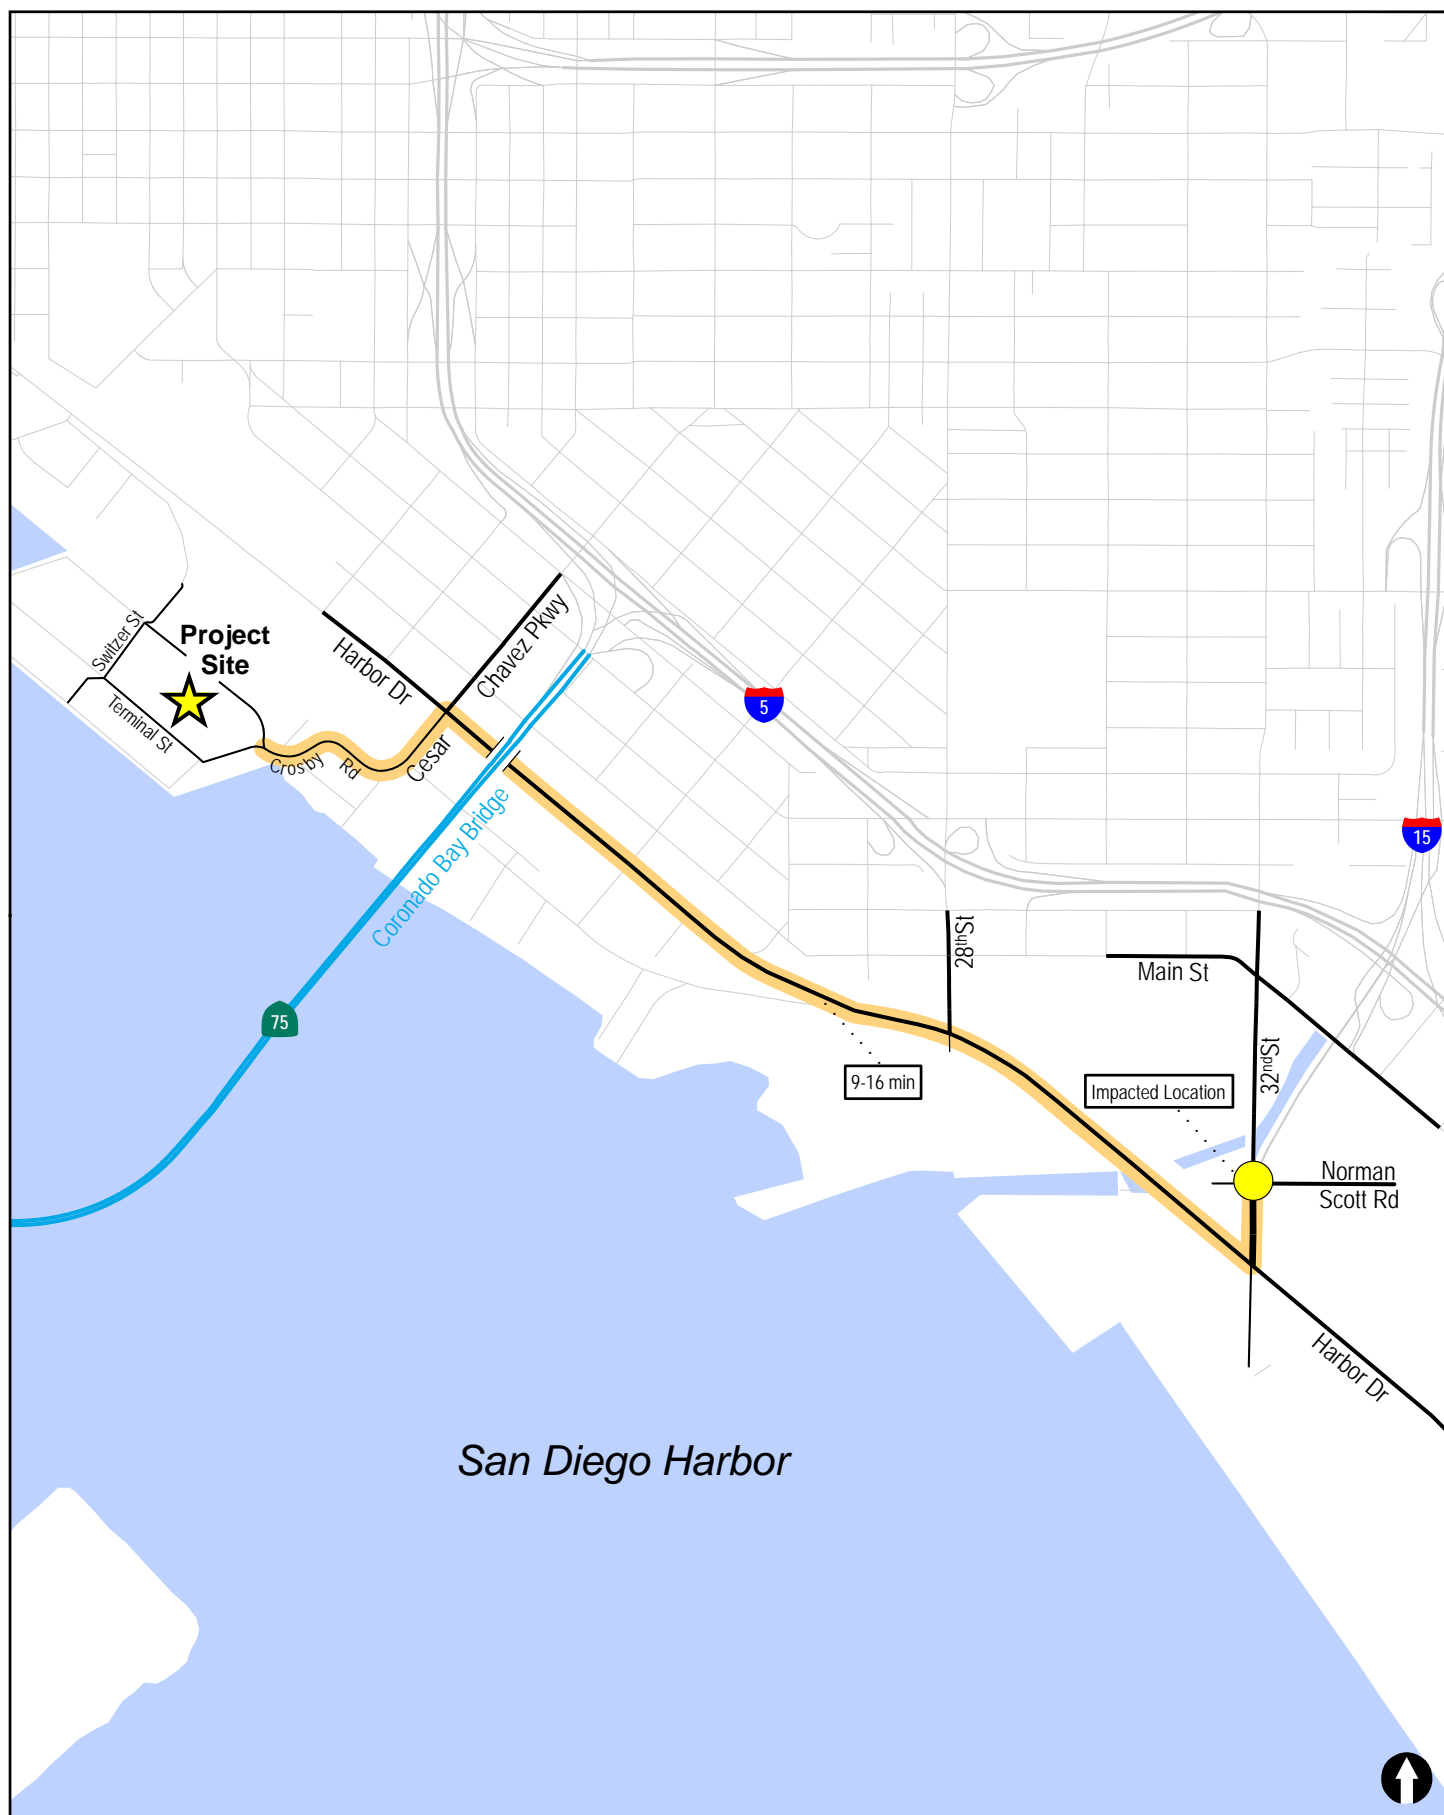 Switzer St
Project
Site
Terminal St
Harbor Dr
Chavez Pkwy
Cesar
Crosby Rd
5
15
Coronado Bay Bridge
75
28thSt
Main St
32ndSt
9-16 min
Impacted Location
Norman
Scott Rd
Harbor Dr
San Diego Harbor